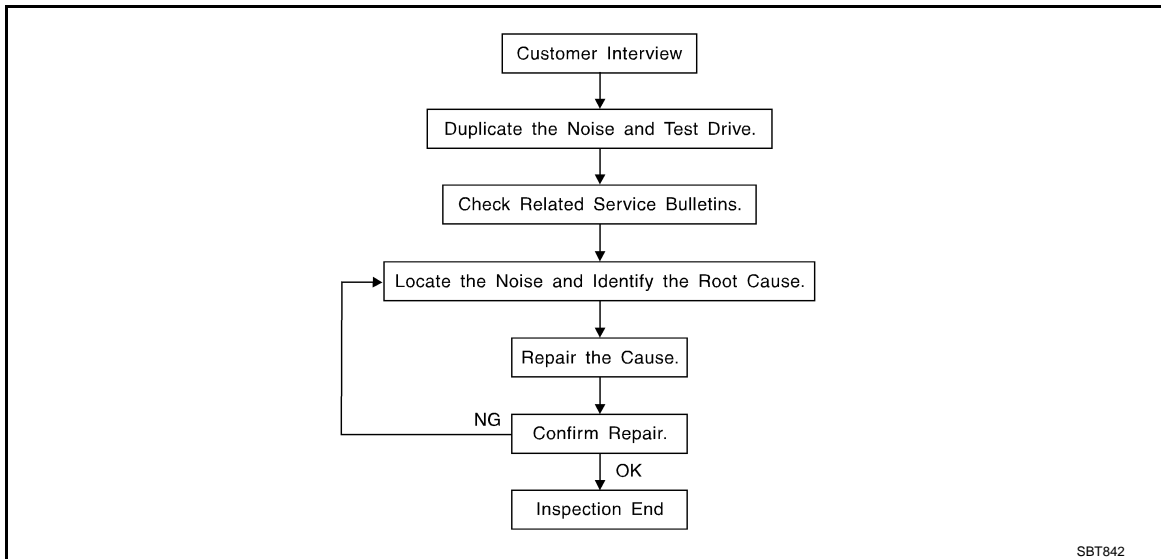 Customer Interview
Duplicate the Noise and Test Drive.
Check Related Service Bulletins.
Locate the Noise and Identify the Root Cause.
Repair the Cause.
NG
Confirm Repair.
OK
Inspection End
SBT842